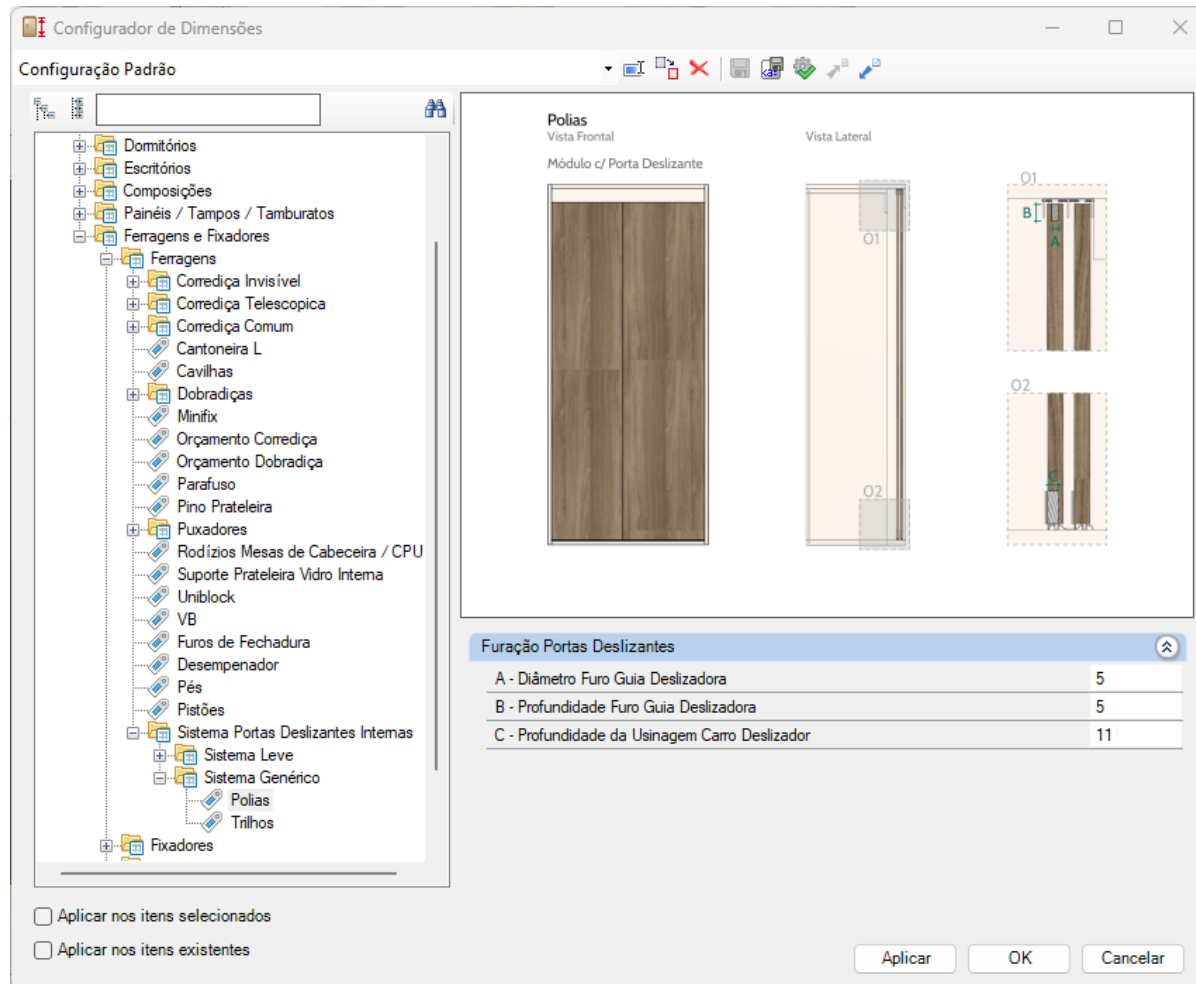 Configurador de Dimensões
Configuração Padrão
Dormitórios
Escritórios
Composições
Painéis / Tampos / Tamburatos
Ferragens e Fixadores
Ferragens
Corrediça Invisível
Corrediça Telescopica
Corrediça Comum
Cantoneira L
Cavilhas
Dobradiças
Minifix
Orçamento Corrediça
Orçamento Dobradiça
Parafuso
Pino Prateleira
Puxadores
Rodízios Mesas de Cabeceira / CPU
Suporte Prateleira Vidro Interna
Uniblock
VB
Furos de Fechadura
Desempenador
Pés
Pistões
Sistema Portas Deslizantes Internas
Sistema Leve
Sistema Genérico
Polias
Trilhos
Fixadores
Polias
Vista Frontal
Vista Lateral
Módulo c/ Porta Deslizante
O1
O2
O1
B
A
O2
C
Furação Portas Deslizantes
A - Diâmetro Furo Guia Deslizadora 5
B - Profundidade Furo Guia Deslizadora 5
C - Profundidade da Usinagem Carro Deslizador 11
Aplicar nos itens selecionados
Aplicar nos itens existentes
Aplicar OK Cancelar